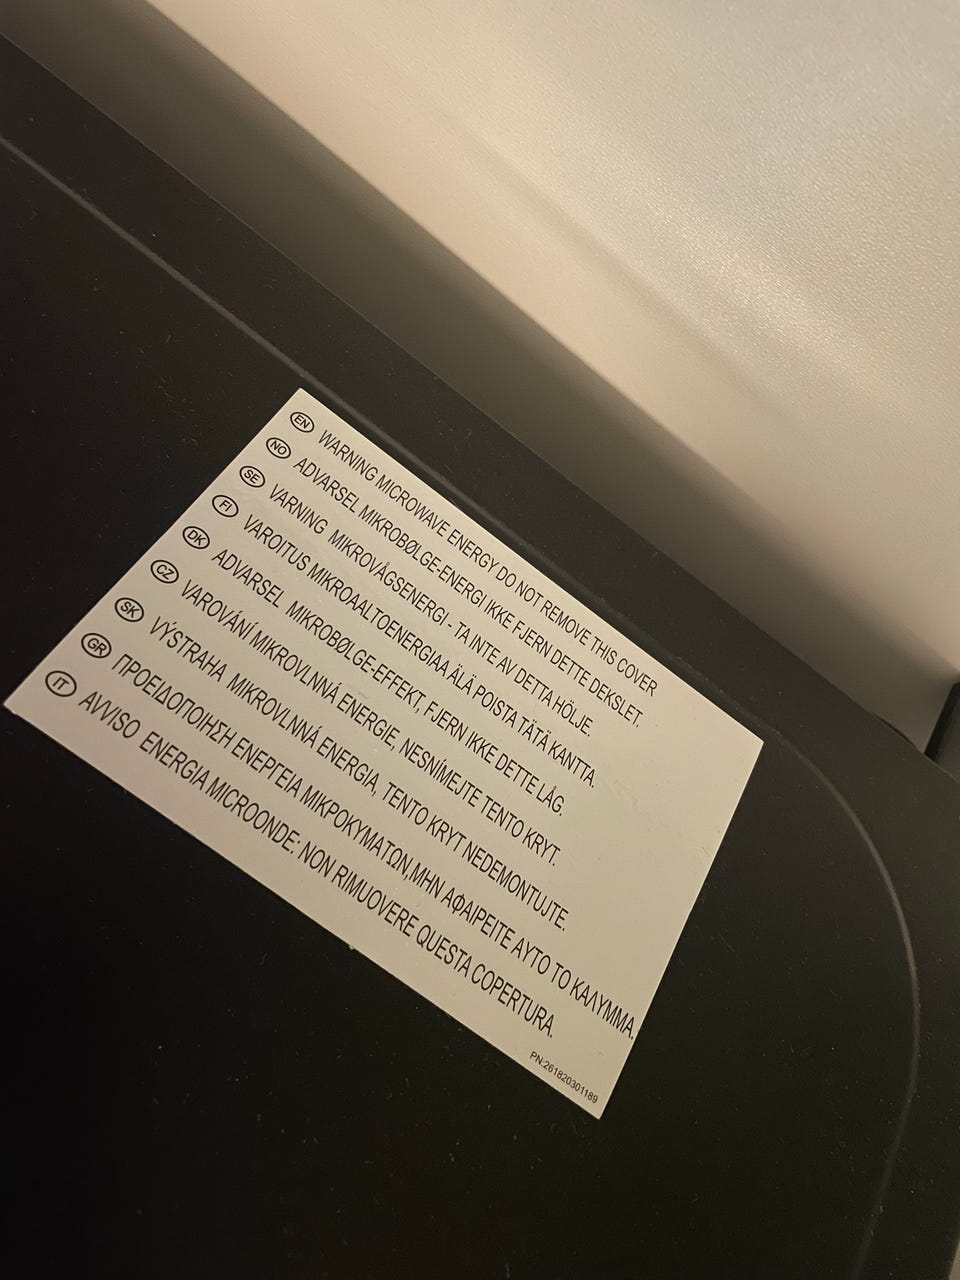 EN WARNING MICROWAVE ENERGY DO NOT REMOVE THIS COVER
NO ADVARSEL MIKROBØLGE-ENERGI IKKE FJERN DETTE DEKSLET.
SE VARNING MIKROVÅGSENERGI - TA INTE AV DETTA HÖLJE.
FI VAROITUS MIKROAALTOENERGIAA ÄLÄ POISTA TÄTÄ KANTTA.
DK ADVARSEL MIKROBØLGE-EFFEKT, FJERN IKKE DETTE LÅG.
CZ VAROVÁNÍ MIKROVLNNÁ ENERGIE, NESNÍMEJTE TENTO KRYT.
SK VÝSTRAHA MIKROVLNNÁ ENERGIA, TENTO KRYT NEDEMONTUJTE.
GR ΠΡΟΕΙΔΟΠΟΙΗΣΗ ΕΝΕΡΓΕΙΑ ΜΙΚΡΟΚΥΜΑΤΩΝ,ΜΗΝ ΑΦΑΙΡΕΙΤΕ ΑΥΤΟ ΤΟ ΚΑΛΥΜΜΑ.
IT AVVISO ENERGIA MICROONDE: NON RIMUOVERE QUESTA COPERTURA.
PN:261820301189